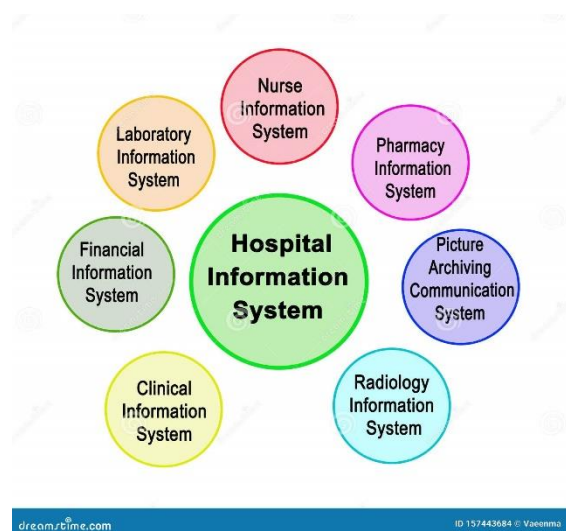 Nurse
Information
System
Laboratory
Information
System
Pharmacy
Information
System
Hospital
Information
System
Financial
Information
System
Picture
Archiving
Communication
System
Clinical
Information
System
Radiology
Information
System
dreamstime.com
ID 157443684 © Vaeenma